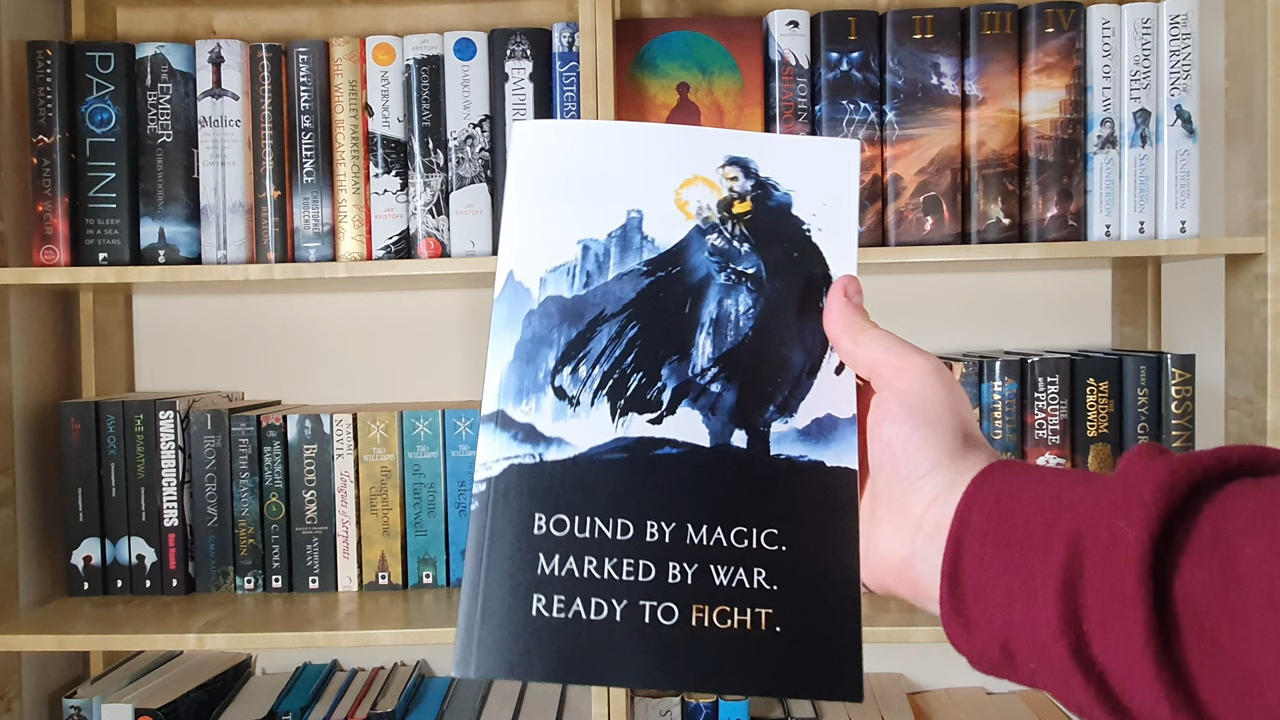 PROJECT
HAIL MARY
ANDY WEIR
PAOLINI
TO SLEEP
IN A SEA
OF STARS
THE
EMBER
BLADE
CHRIS WOODING
Malice
JOHN
GWYNNE
COUNCILLOR
BEATON
EMPIRE OF SILENCE
CHRISTOPHER
RUOCCHIO
SHELLEY PARKER-CHAN
SHE WHO BECAME THE SUN
NEVERNIGHT
JAY
KRISTOFF
JAY
KRISTOFF
GODSGRAVE
DARKDAWN
JAY
KRISTOFF
EMPIRE
SISTERS
JOHN
SHADOW
I
II
III
IV
THE
ALLOY OF LAW
SANDERSON
SHADOWS
OF SELF
SANDERSON
THE BANDS OF
MOURNING
SANDERSON
ASH OCK
THE PARATWA
SWASHBUCKLERS
Dan Hanks
THE
IRON CROWN
THE
FIFTH SEASON
N.K.
JEMISIN
MIDNIGHT
BARGAIN
C.L. POLK
BLOOD SONG
ANTHONY
RYAN
NAOMI
NOVIK
Tongues of Serpents
TAD
WILLIAMS
dragonbone
chair
TAD
WILLIAMS
stone
of farewell
TAD
WILLIAMS
siege
A LITTLE
HATRED
THE
TROUBLE
WITH PEACE
THE
WISDOM
OF CROWDS
EVERY SKY A GR
ABSYN
BOUND BY MAGIC.
MARKED BY WAR.
READY TO FIGHT.